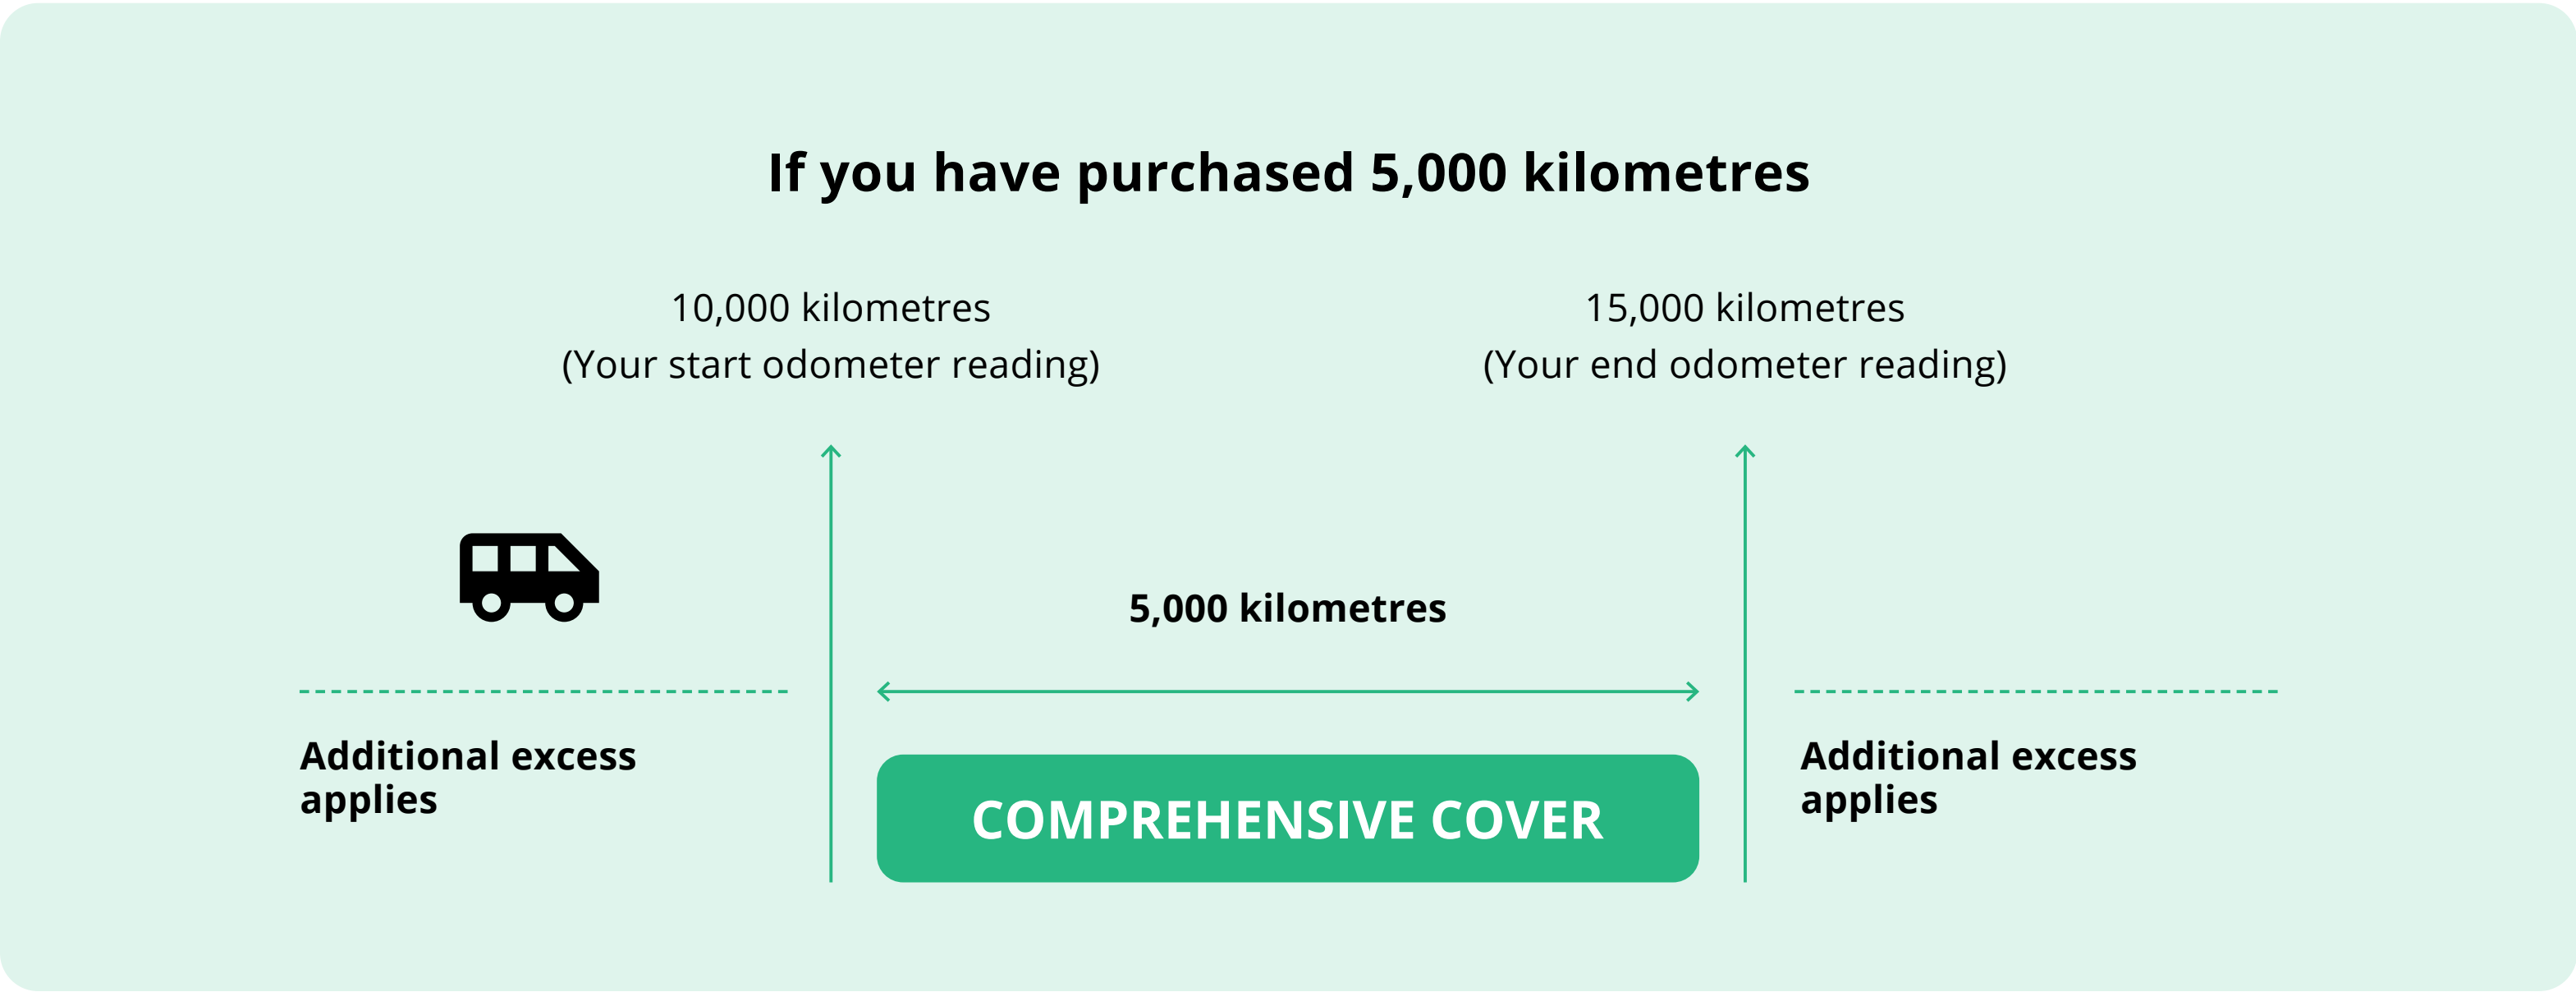 If you have purchased 5,000 kilometres
10,000 kilometres
(Your start odometer reading)
15,000 kilometres
(Your end odometer reading)
5,000 kilometres
Additional excess
applies
COMPREHENSIVE COVER
Additional excess
applies